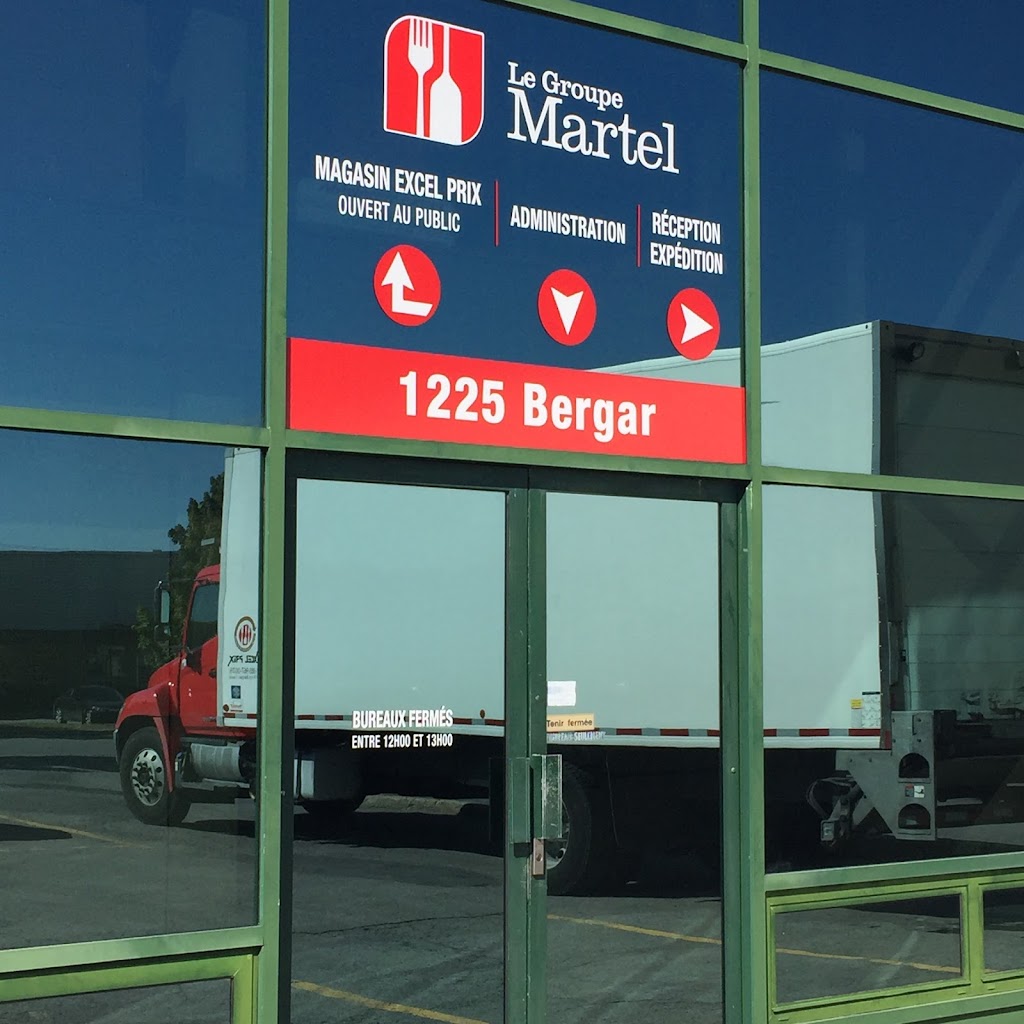 Le Groupe
Martel
MAGASIN EXCEL PRIX
OUVERT AU PUBLIC
ADMINISTRATION
RÉCEPTION
EXPÉDITION
1225 Bergar
BUREAUX FERMÉS
ENTRE 12H00 ET 13H00
Tenir fermée